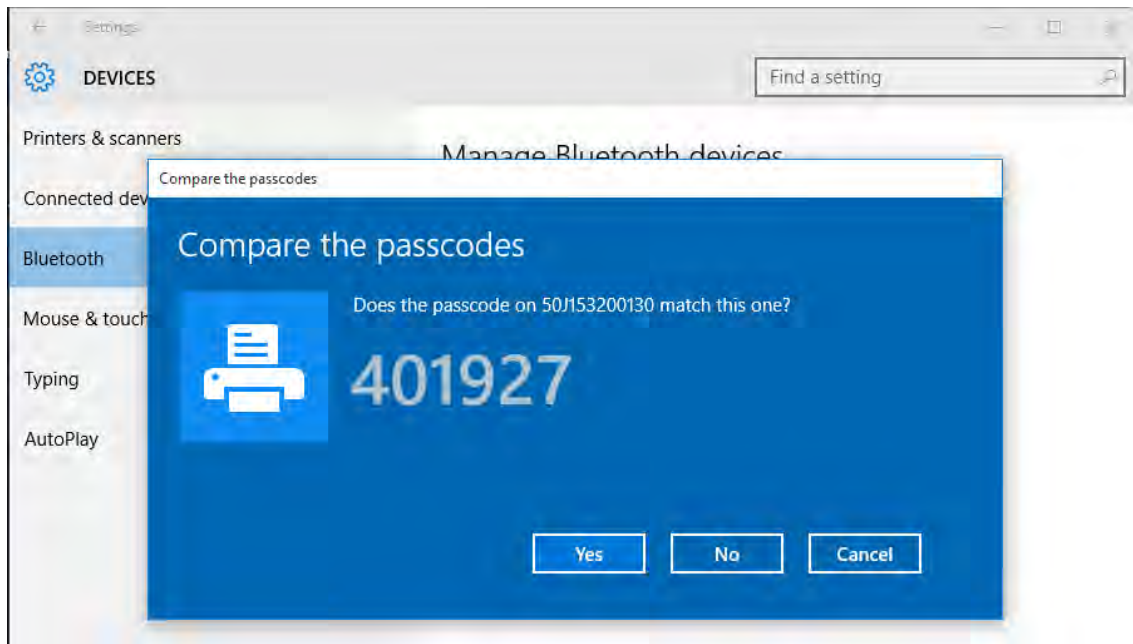 Settings
DEVICES
Find a setting
Printers & scanners
Manage Bluetooth devices
Connected dev
Bluetooth
Mouse & touch
Typing
AutoPlay
Compare the passcodes
Compare the passcodes
Does the passcode on 50J153200130 match this one?
401927
Yes
No
Cancel